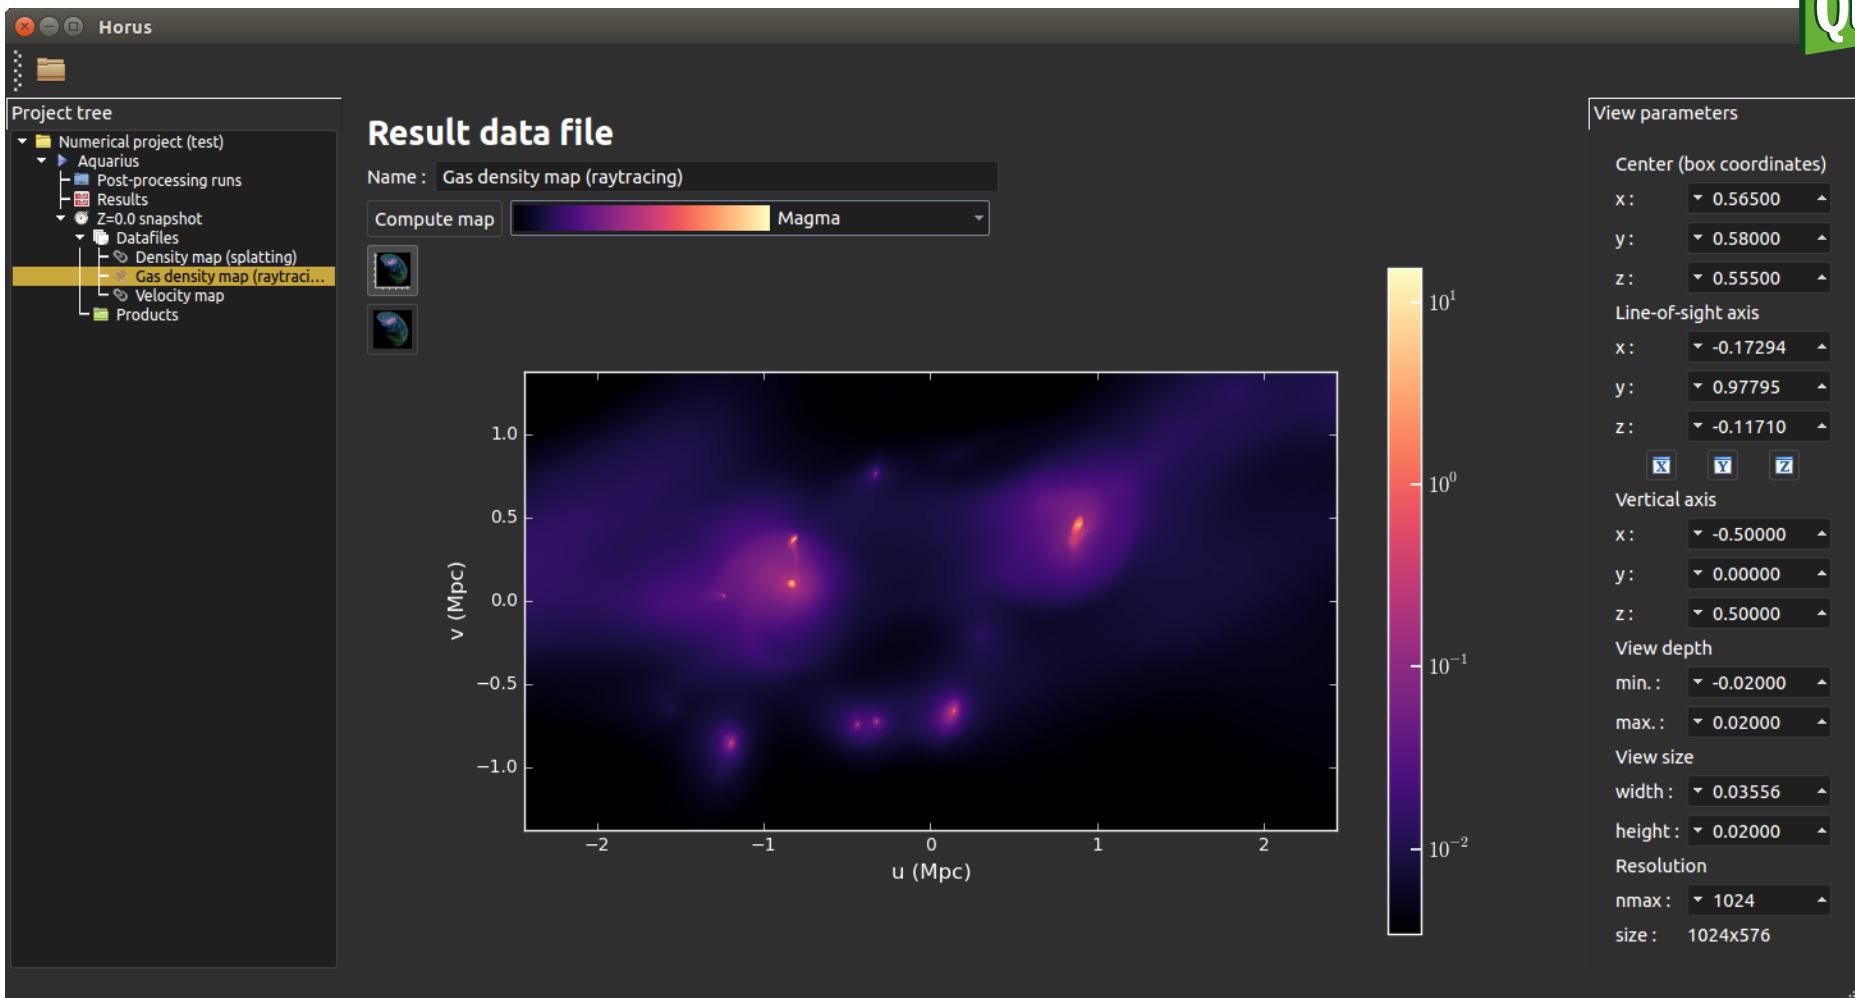 Horus
Project tree
Numerical project (test)
Aquarius
Post-processing runs
Results
Z=0.0 snapshot
Datafiles
Density map (splatting)
Gas density map (raytraci...
Velocity map
Products
Result data file
Name : Gas density map (raytracing)
Compute map Magma
1.0
0.5
0.0
−0.5
−1.0
v (Mpc)
−2 −1 0 1 2
u (Mpc)
10¹
10⁰
10⁻¹
10⁻²
View parameters
Center (box coordinates)
x : 0.56500
y : 0.58000
z : 0.55500
Line-of-sight axis
x : -0.17294
y : 0.97795
z : -0.11710
X Y Z
Vertical axis
x : -0.50000
y : 0.00000
z : 0.50000
View depth
min. : -0.02000
max. : 0.02000
View size
width : 0.03556
height : 0.02000
Resolution
nmax : 1024
size : 1024x576